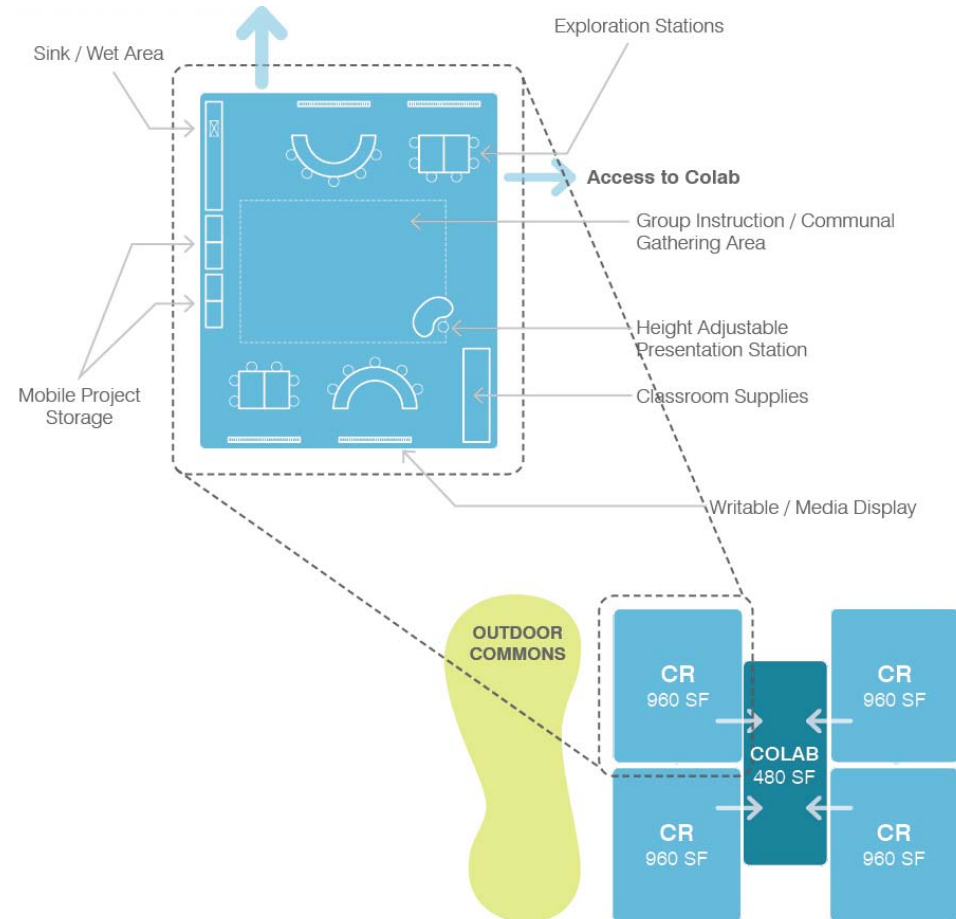 Exploration Stations
Sink / Wet Area
Access to Colab
Group Instruction / Communal
Gathering Area
Height Adjustable
Presentation Station
Mobile Project
Storage
Classroom Supplies
Writable / Media Display
OUTDOOR
COMMONS
CR
960 SF
CR
960 SF
COLAB
480 SF
CR
960 SF
CR
960 SF